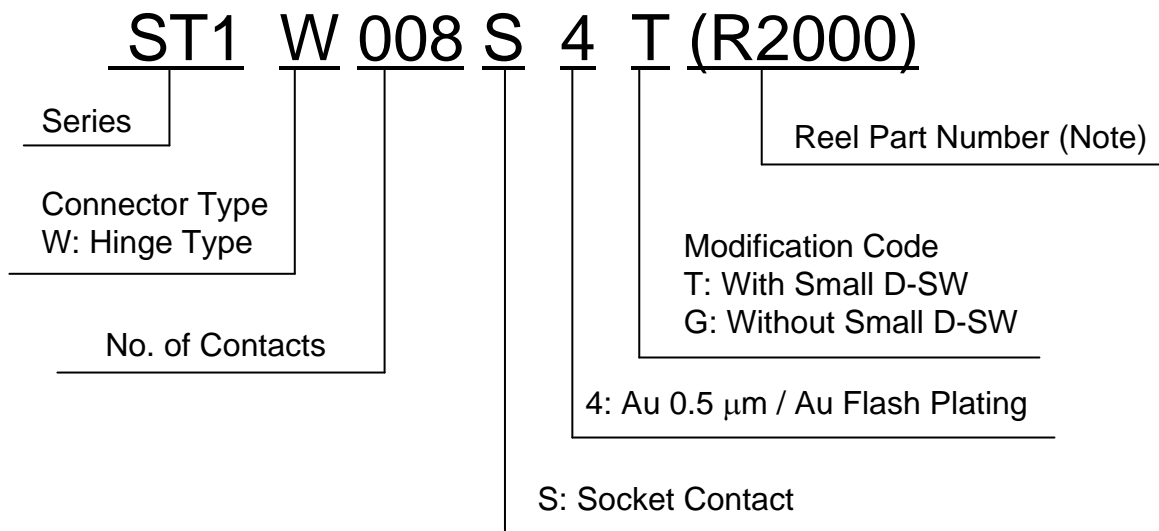 ST1 W 008 S 4 T (R2000)
Series
Reel Part Number (Note)
Connector Type
W: Hinge Type
Modification Code
T: With Small D-SW
G: Without Small D-SW
No. of Contacts
4: Au 0.5 μm / Au Flash Plating
S: Socket Contact